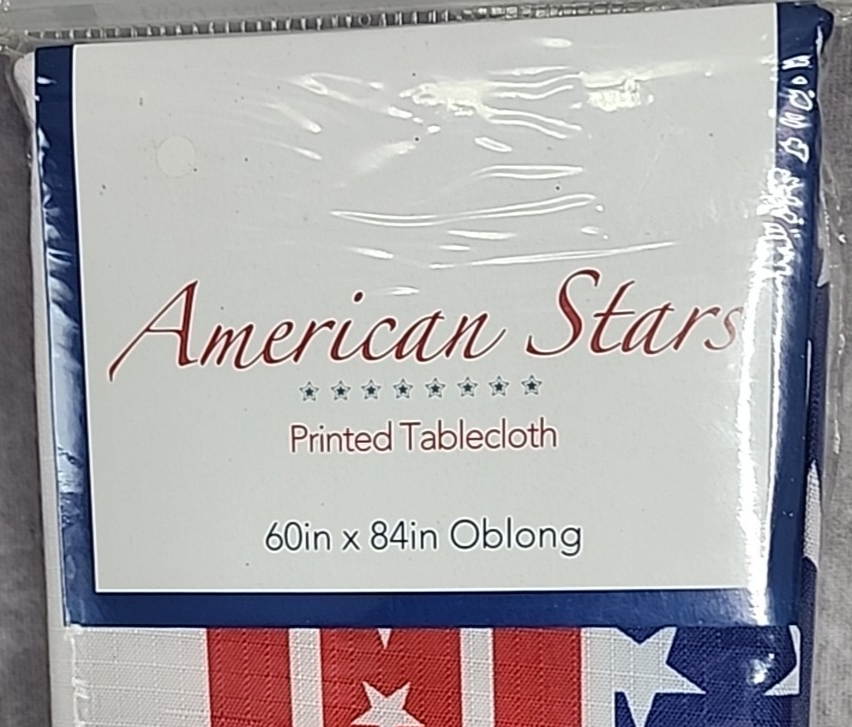 American Stars
Printed Tablecloth
60in x 84in Oblong